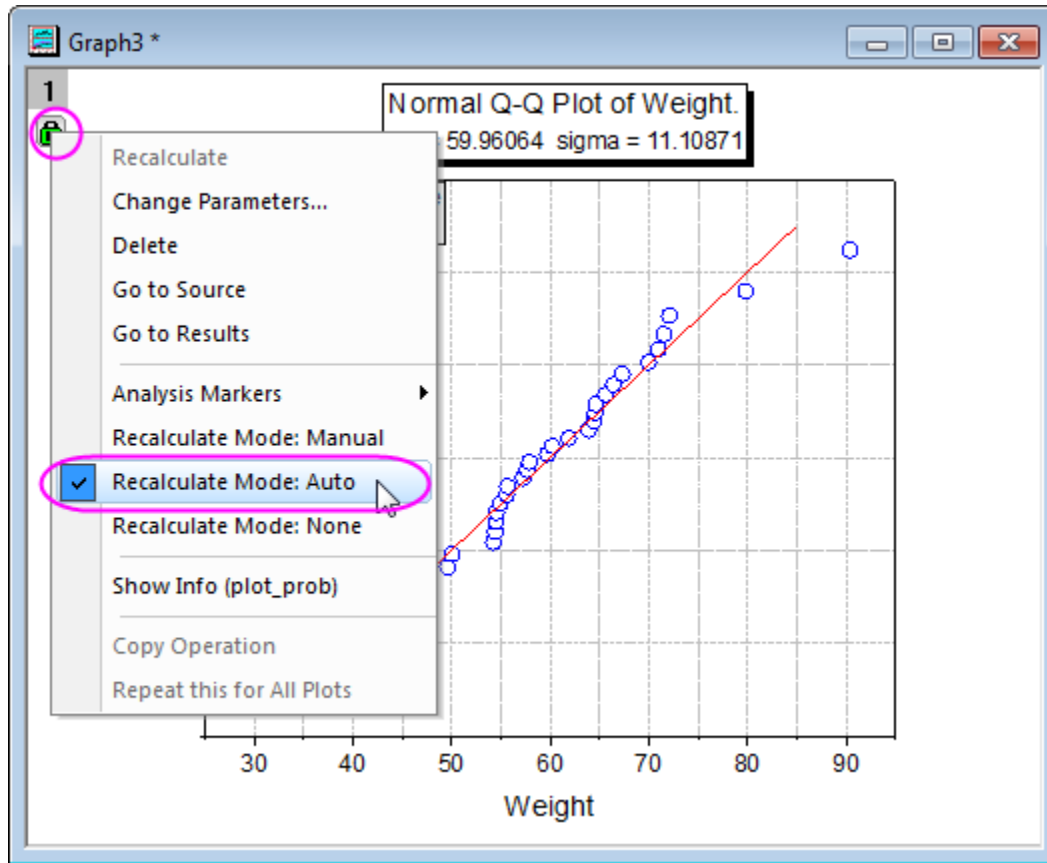 Graph3 *
1
Normal Q-Q Plot of Weight.
= 59.96064 sigma = 11.10871
Recalculate
Change Parameters...
Delete
Go to Source
Go to Results
Analysis Markers
Recalculate Mode: Manual
Recalculate Mode: Auto
Recalculate Mode: None
Show Info (plot_prob)
Copy Operation
Repeat this for All Plots
30 40 50 60 70 80 90
Weight